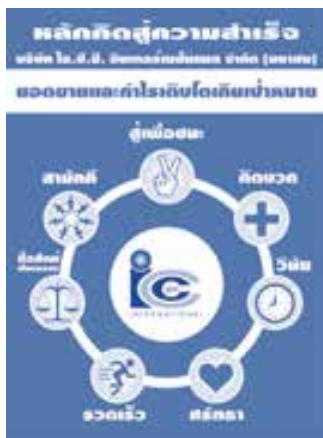 หลักคิดสู่ความสำเร็จ
บริษัท ไอ.ซี.ซี. อินเตอร์เนชั่นแนล จำกัด (มหาชน)
ยอดขายและกำไรเติบโตเกินเป้าหมาย
สู้เพื่อชนะ
สามัคคี
คิดบวก
ซื่อสัตย์
วินัย
ICC
INTERNATIONAL
รวดเร็ว
ศรัทธา